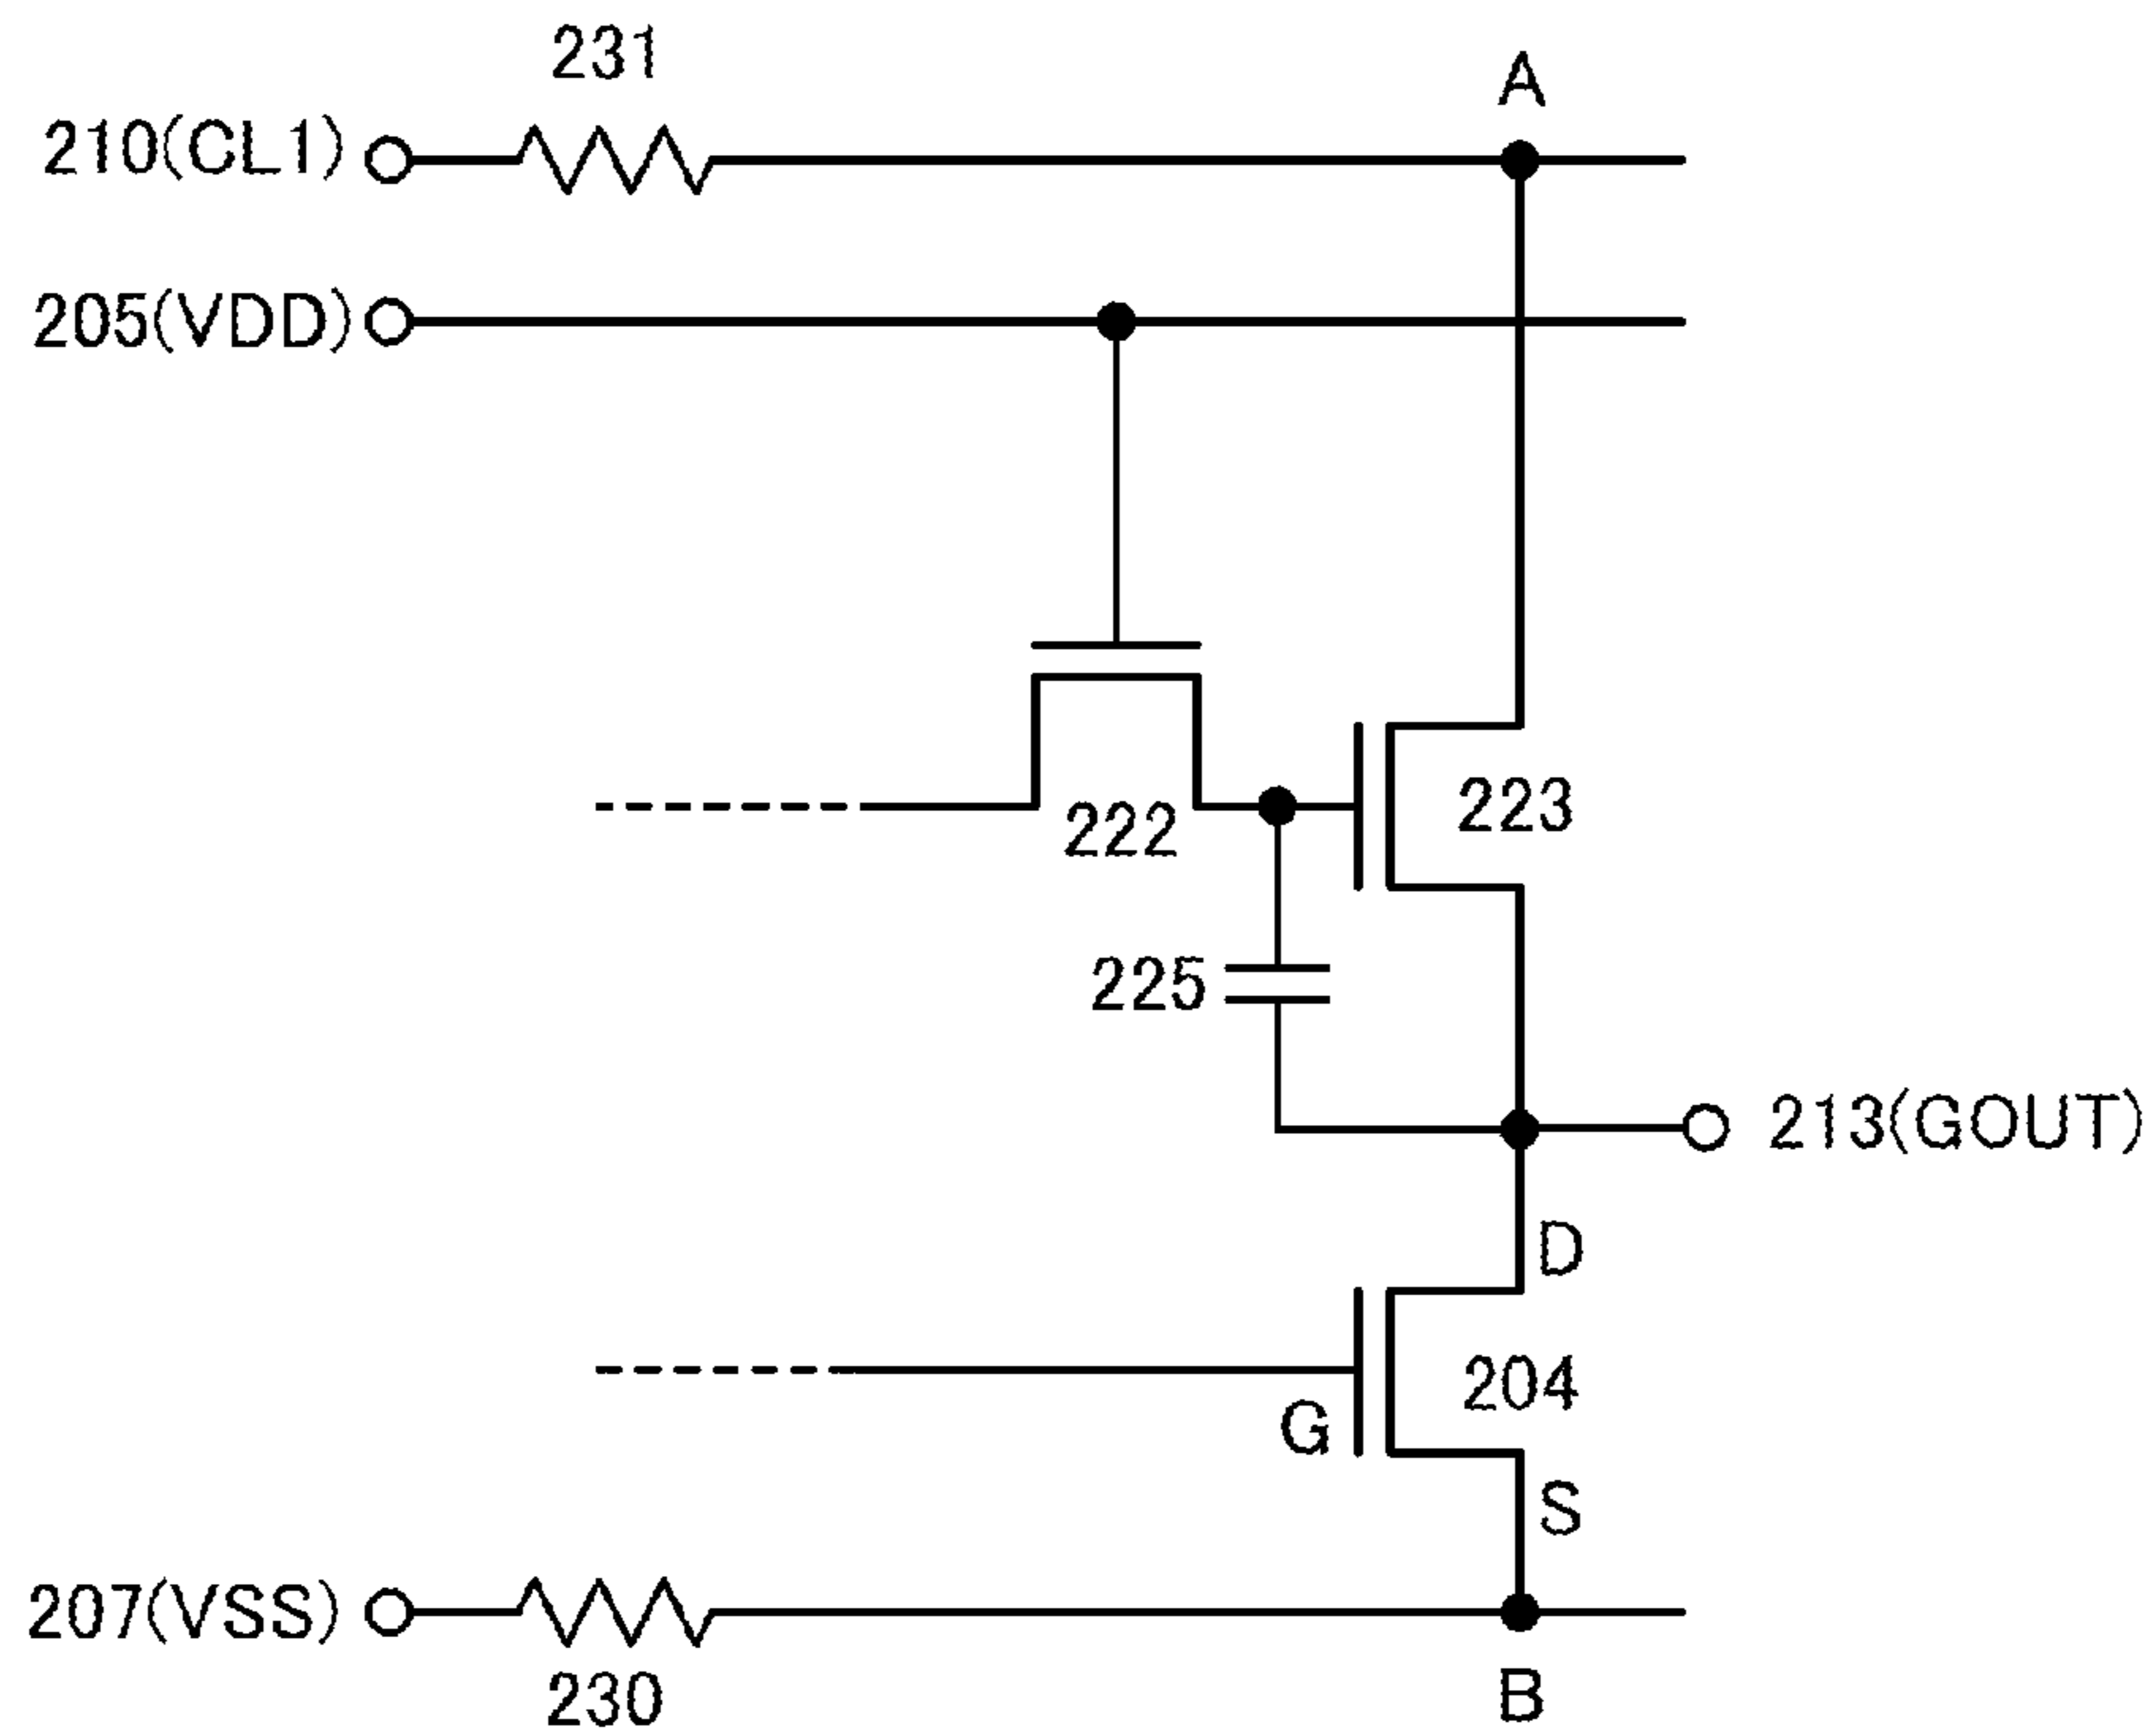 231
A
210(CL1)
205(VDD)
223
222
225
213(GOUT)
D
204
G
S
207(VSS)
230
B